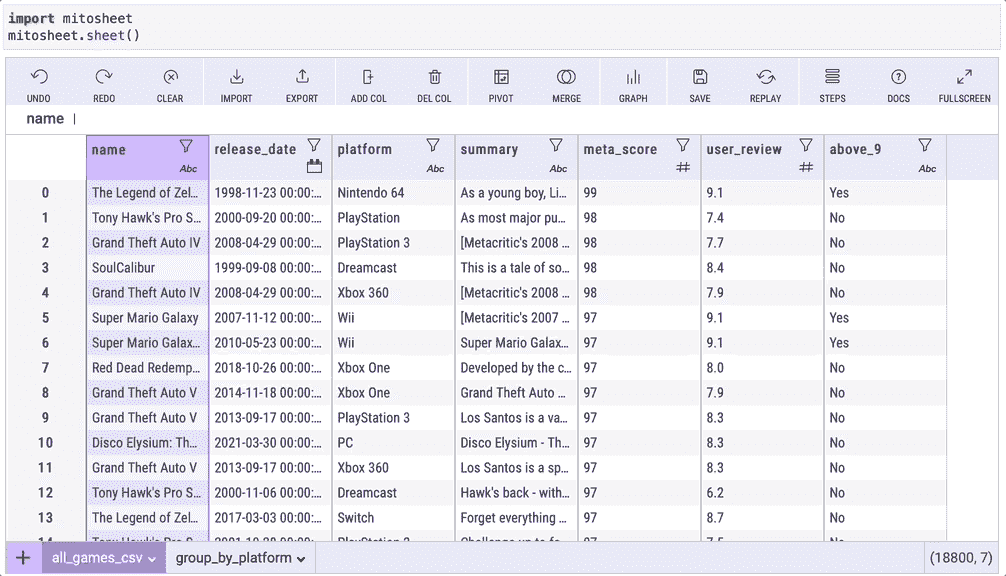 import mitosheet
mitosheet.sheet()
UNDO REDO CLEAR IMPORT EXPORT ADD COL DEL COL PIVOT MERGE GRAPH SAVE REPLAY STEPS DOCS FULLSCREEN
name |
name release_date platform summary meta_score user_review above_9
Abc Abc Abc # # Abc
0 The Legend of Zel... 1998-11-23 00:00:... Nintendo 64 As a young boy, Li... 99 9.1 Yes
1 Tony Hawk's Pro S... 2000-09-20 00:00:... PlayStation As most major pu... 98 7.4 No
2 Grand Theft Auto IV 2008-04-29 00:00:... PlayStation 3 [Metacritic's 2008 ... 98 7.7 No
3 SoulCalibur 1999-09-08 00:00:... Dreamcast This is a tale of so... 98 8.4 No
4 Grand Theft Auto IV 2008-04-29 00:00:... Xbox 360 [Metacritic's 2008 ... 98 7.9 No
5 Super Mario Galaxy 2007-11-12 00:00:... Wii [Metacritic's 2007 ... 97 9.1 Yes
6 Super Mario Galax... 2010-05-23 00:00:... Wii Super Mario Galax... 97 9.1 Yes
7 Red Dead Redemp... 2018-10-26 00:00:... Xbox One Developed by the c... 97 8.0 No
8 Grand Theft Auto V 2014-11-18 00:00:... Xbox One Grand Theft Auto ... 97 7.9 No
9 Grand Theft Auto V 2013-09-17 00:00:... PlayStation 3 Los Santos is a va... 97 8.3 No
10 Disco Elysium: Th... 2021-03-30 00:00:... PC Disco Elysium - Th... 97 8.3 No
11 Grand Theft Auto V 2013-09-17 00:00:... Xbox 360 Los Santos is a sp... 97 8.3 No
12 Tony Hawk's Pro S... 2000-11-06 00:00:... Dreamcast Hawk's back - with... 97 6.2 No
13 The Legend of Zel... 2017-03-03 00:00:... Switch Forget everything ... 97 8.7 No
+ all_games_csv group_by_platform (18800, 7)